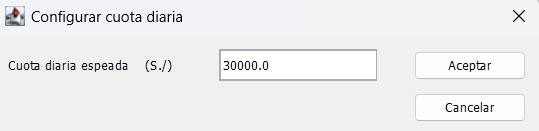 Configurar cuota diaria
Cuota diaria espeada (S./) 30000.0 Aceptar
Cancelar